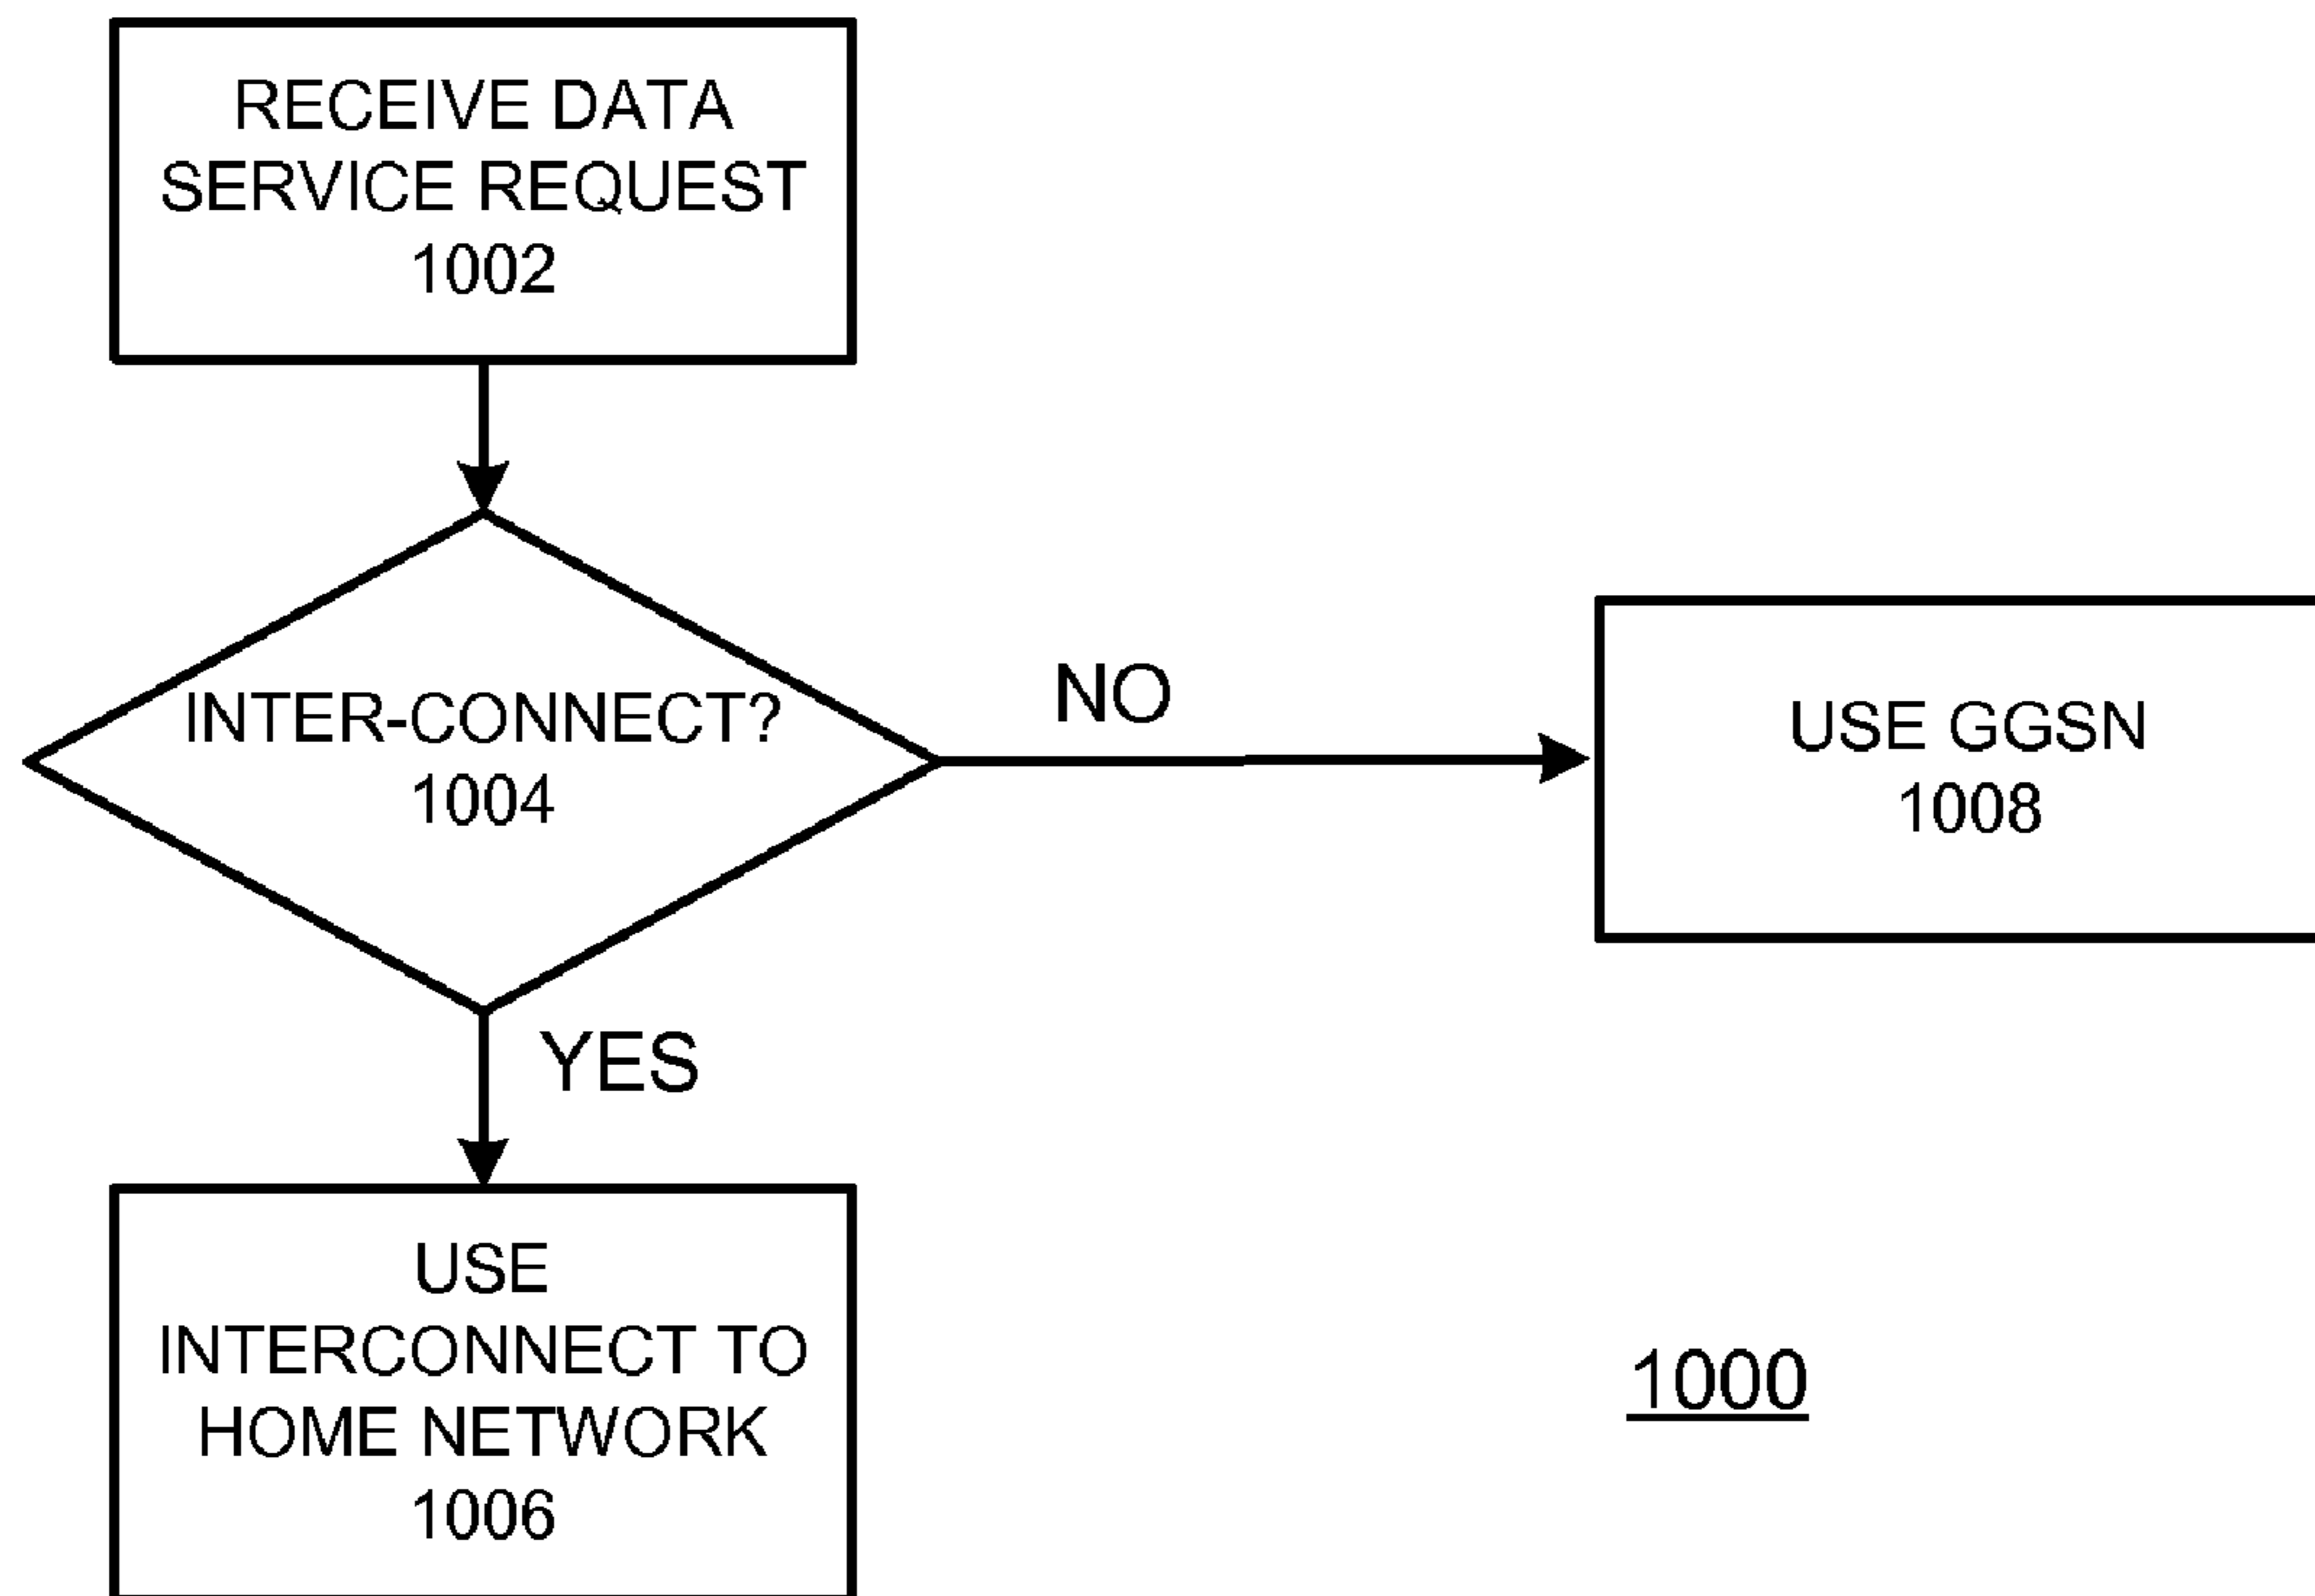 RECEIVE DATA
SERVICE REQUEST
1002
INTER-CONNECT?
1004
NO
USE GGSN
1008
YES
USE
INTERCONNECT TO
HOME NETWORK
1006
1000